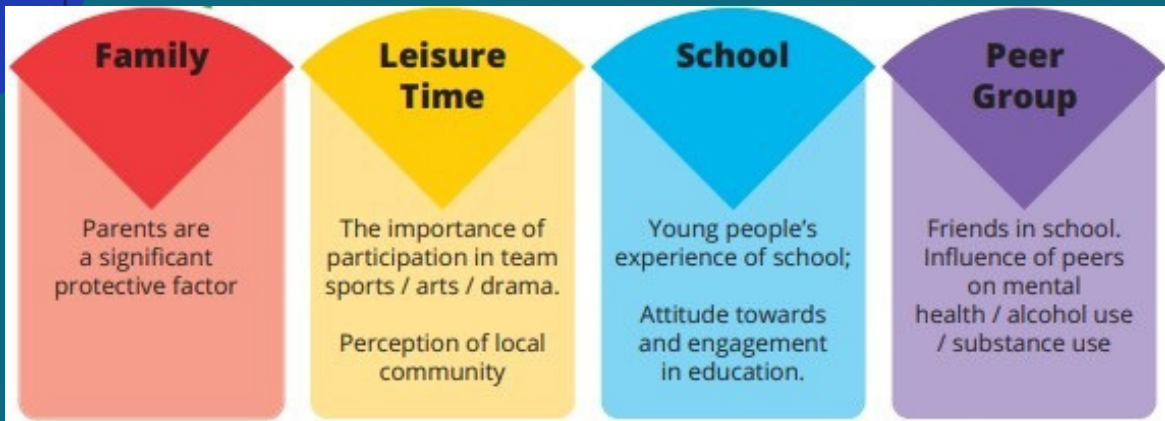 Family
Parents are
a significant
protective factor
Leisure
Time
The importance of
participation in team
sports / arts / drama.
Perception of local
community
School
Young people's
experience of school;
Attitude towards
and engagement
in education.
Peer
Group
Friends in school.
Influence of peers
on mental
health / alcohol use
/ substance use